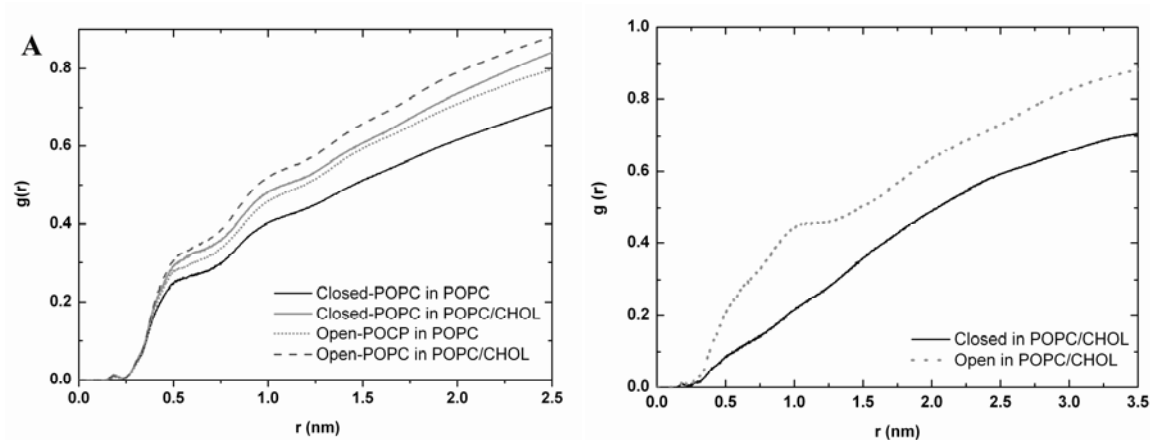 A
g(r)
0.8
0.6
0.4
0.2
0.0
Closed-POPC in POPC
Closed-POPC in POPC/CHOL
Open-POCP in POPC
Open-POPC in POPC/CHOL
0.0 0.5 1.0 1.5 2.0 2.5
r (nm)
g (r)
1.0
0.8
0.6
0.4
0.2
0.0
Closed in POPC/CHOL
Open in POPC/CHOL
0.0 0.5 1.0 1.5 2.0 2.5 3.0 3.5
r (nm)